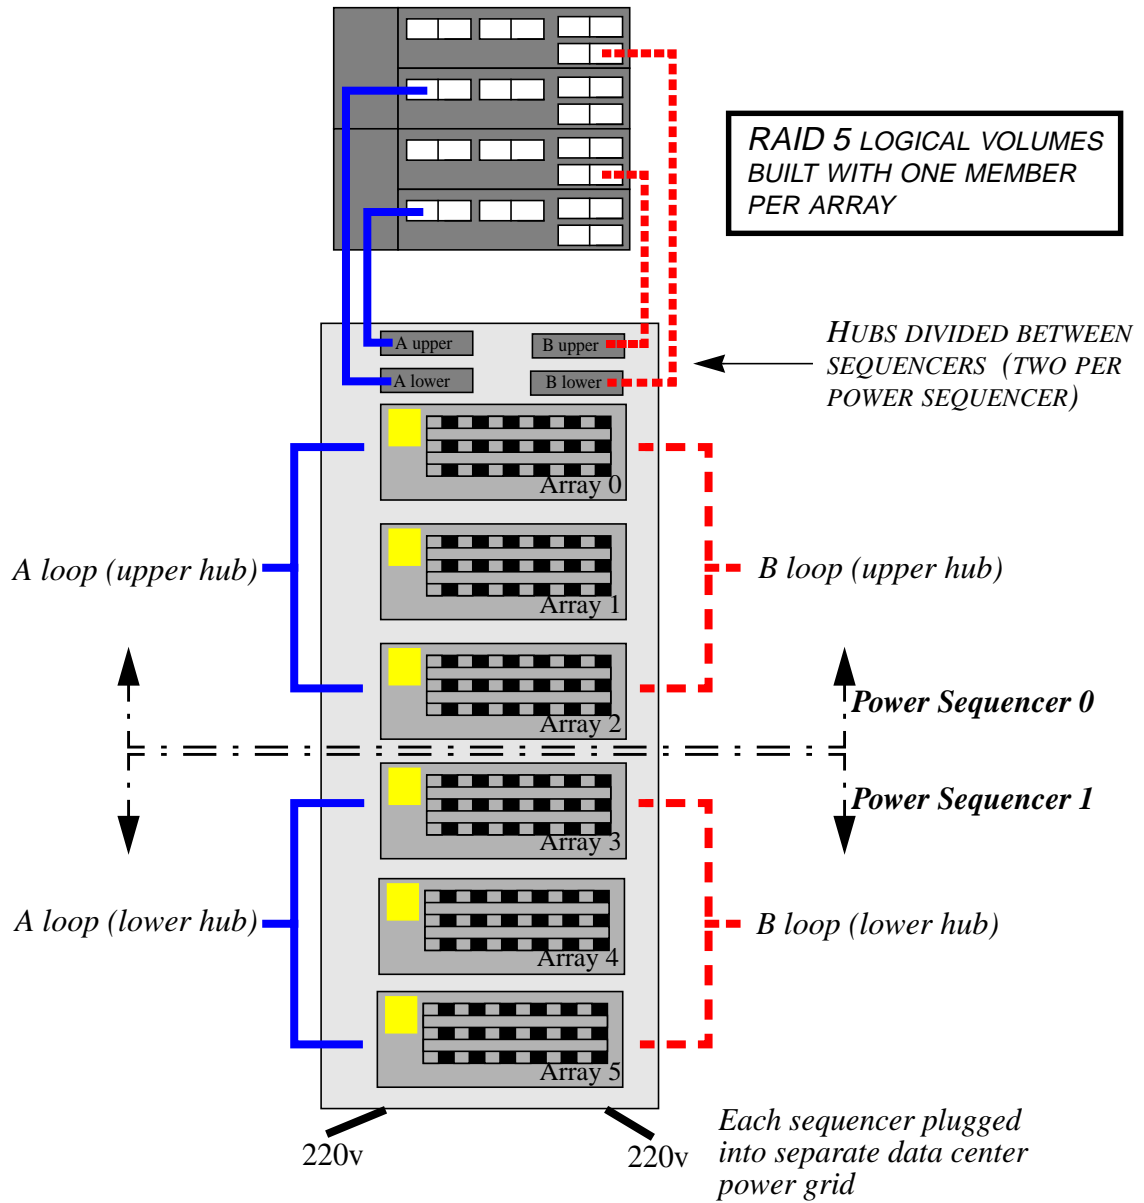 RAID 5 LOGICAL VOLUMES
BUILT WITH ONE MEMBER
PER ARRAY
A upper
B upper
A lower
B lower
HUBS DIVIDED BETWEEN
SEQUENCERS (TWO PER
POWER SEQUENCER)
Array 0
A loop (upper hub)
B loop (upper hub)
Array 1
Array 2
Power Sequencer 0
Power Sequencer 1
Array 3
A loop (lower hub)
B loop (lower hub)
Array 4
Array 5
220v
220v
Each sequencer plugged
into separate data center
power grid